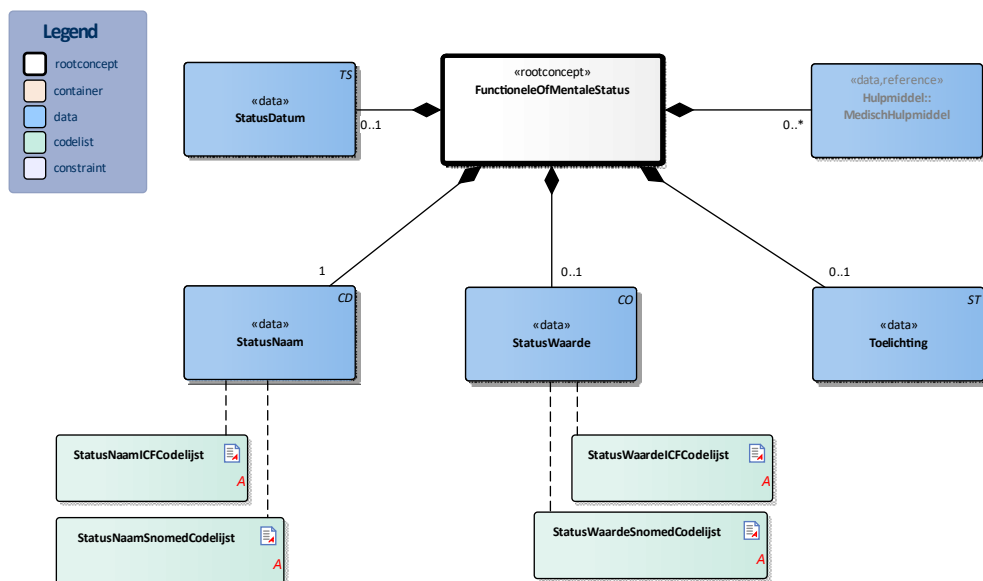 Legend
rootconcept
container
data
codelist
constraint
TS
«data»
StatusDatum
0..1
«rootconcept»
FunctioneleOfMentaleStatus
«data,reference»
Hulpmiddel::
MedischHulpmiddel
0..*
1
0..1
0..1
CD
«data»
StatusNaam
CO
«data»
StatusWaarde
ST
«data»
Toelichting
StatusNaamICFCodelijst
A
StatusWaardeICFCodelijst
A
StatusNaamSnomedCodelijst
A
StatusWaardeSnomedCodelijst
A